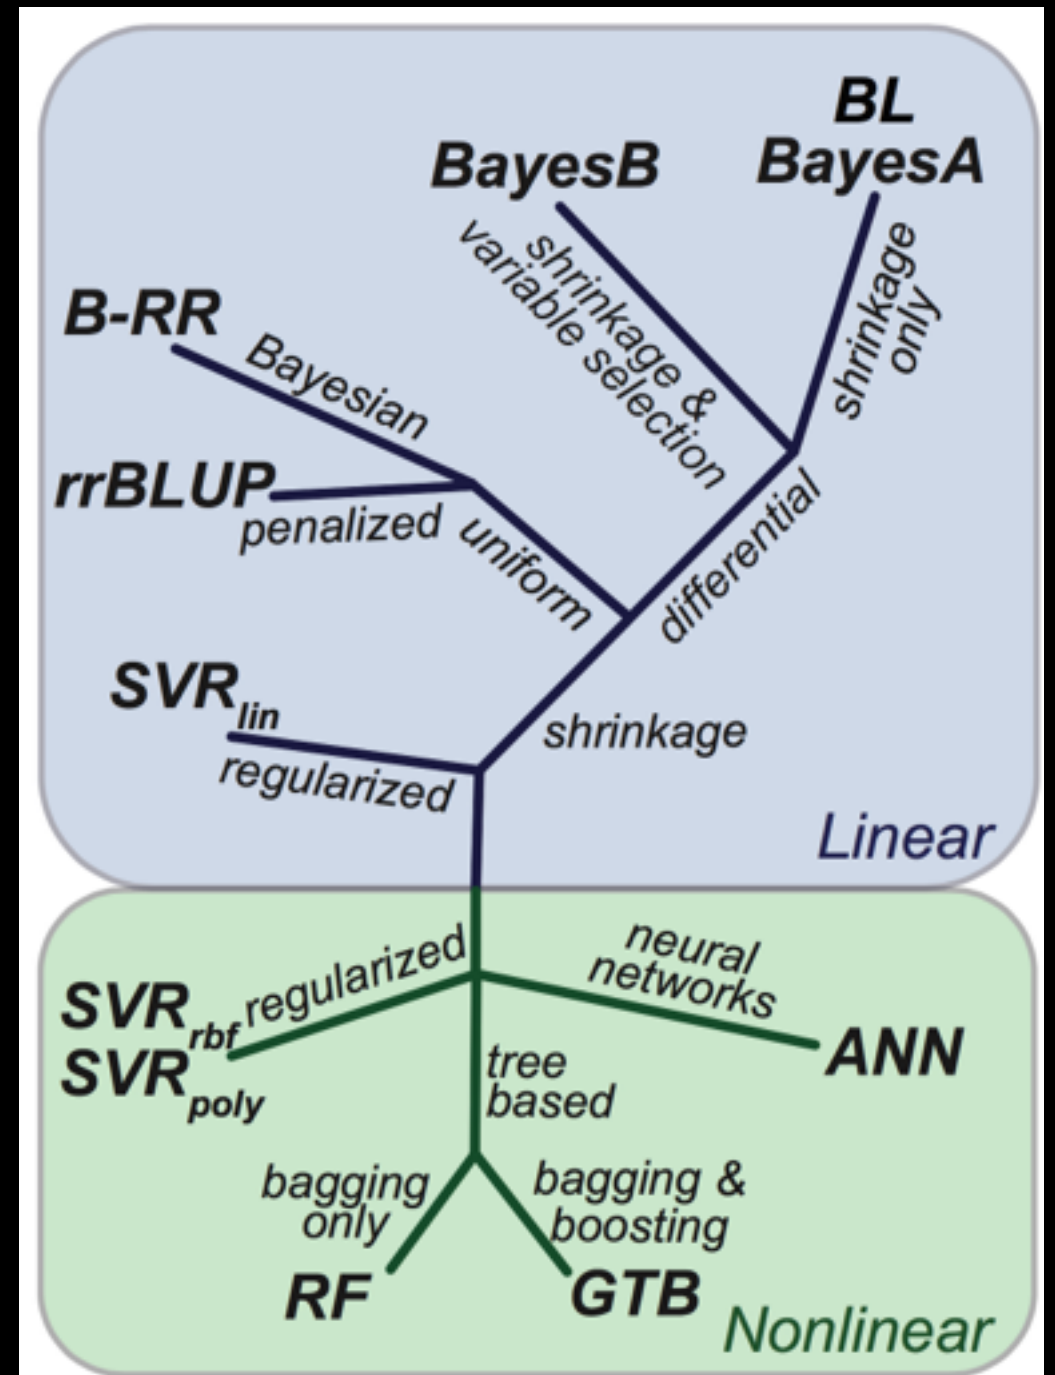 BL
BayesA
BayesB
shrinkage &
variable selection
shrinkage
only
B-RR
Bayesian
rrBLUP
penalized
uniform
differential
SVRlin
regularized
shrinkage
Linear
regularized
neural
networks
SVRrbf
SVRpoly
ANN
tree
based
bagging
only
bagging &
boosting
RF
GTB
Nonlinear